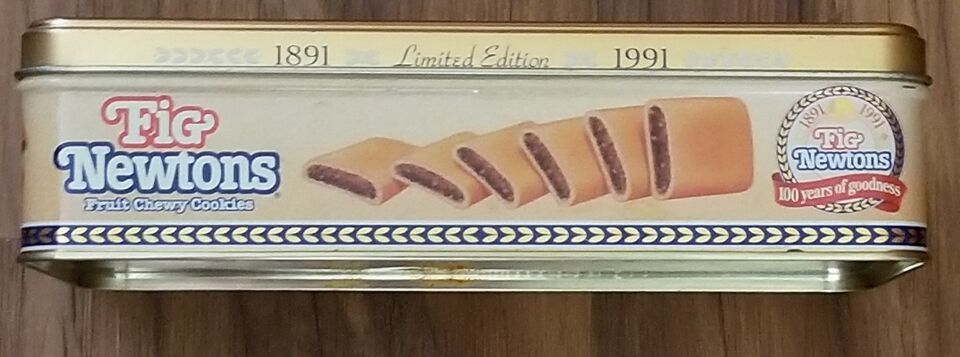 1891 Limited Edition 1991
Fig
Newtons
Fruit Chewy Cookies
1891 1991
Fig
Newtons
100 years of goodness